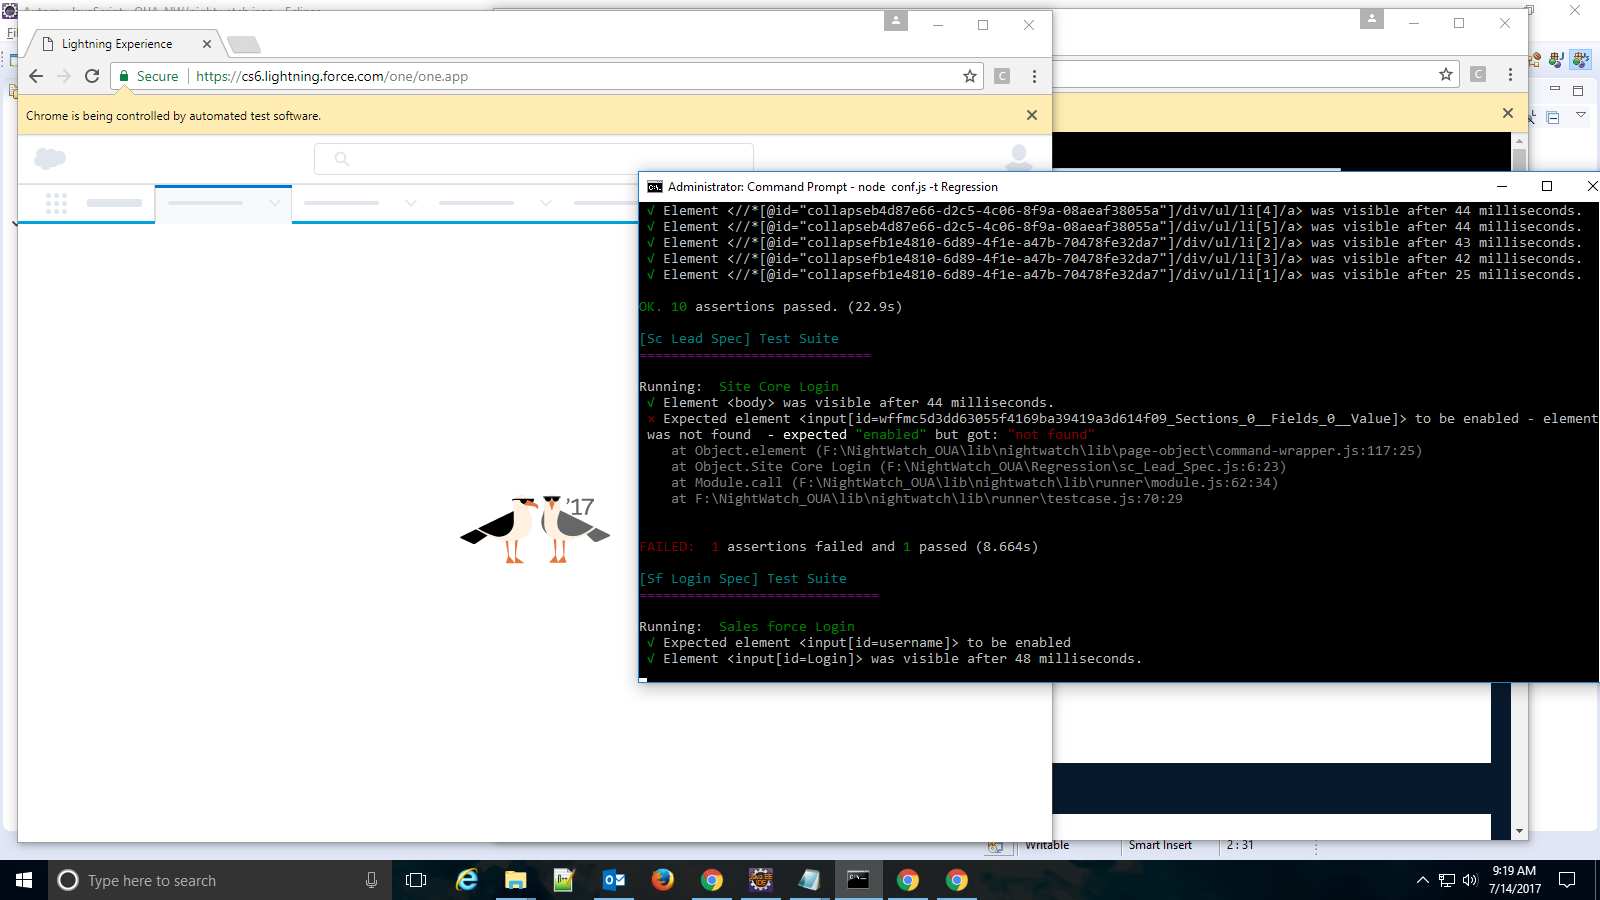 Lightning Experience
Secure
https://cs6.lightning.force.com/one/one.app
C
C
Chrome is being controlled by automated test software.
Administrator: Command Prompt - node  conf.js -t Regression
√ Element <//*[@id="collapseb4d87e66-d2c5-4c06-8f9a-08aeaf38055a"]/div/ul/li[4]/a> was visible after 44 milliseconds.
√ Element <//*[@id="collapseb4d87e66-d2c5-4c06-8f9a-08aeaf38055a"]/div/ul/li[5]/a> was visible after 44 milliseconds.
√ Element <//*[@id="collapsefb1e4810-6d89-4f1e-a47b-70478fe32da7"]/div/ul/li[2]/a> was visible after 43 milliseconds.
√ Element <//*[@id="collapsefb1e4810-6d89-4f1e-a47b-70478fe32da7"]/div/ul/li[3]/a> was visible after 42 milliseconds.
√ Element <//*[@id="collapsefb1e4810-6d89-4f1e-a47b-70478fe32da7"]/div/ul/li[1]/a> was visible after 25 milliseconds.
OK. 10 assertions passed. (22.9s)
[Sc Lead Spec] Test Suite
=============================
Running:  Site Core Login
√ Element <body> was visible after 44 milliseconds.
× Expected element <input[id=wffmc5d3dd63055f4169ba39419a3d614f09_Sections_0__Fields_0__Value]> to be enabled - element
was not found  - expected "enabled" but got: "not found"
at Object.element (F:\NightWatch_OUA\lib\nightwatch\lib\page-object\command-wrapper.js:117:25)
at Object.Site Core Login (F:\NightWatch_OUA\Regression\sc_Lead_Spec.js:6:23)
at Module.call (F:\NightWatch_OUA\lib\nightwatch\lib\runner\module.js:62:34)
at F:\NightWatch_OUA\lib\nightwatch\lib\runner\testcase.js:70:29
FAILED:  1 assertions failed and 1 passed (8.664s)
[Sf Login Spec] Test Suite
==============================
Running:  Sales force Login
√ Expected element <input[id=username]> to be enabled
√ Element <input[id=Login]> was visible after 48 milliseconds.
'17
Writable
Smart Insert
2 : 31
Type here to search
9:19 AM
7/14/2017